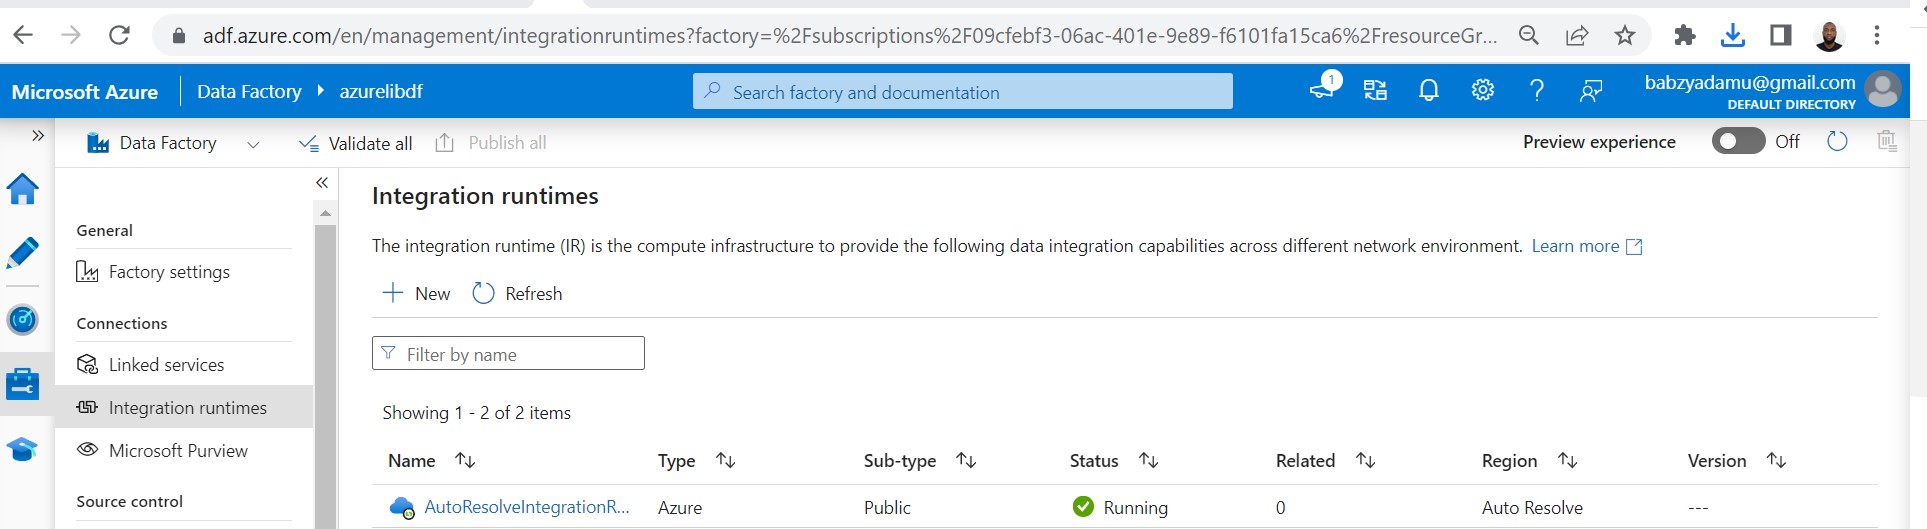 adf.azure.com/en/management/integrationruntimes?factory=%2Fsubscriptions%2F09cfebf3-06ac-401e-9e89-f6101fa15ca6%2FresourceGr...
Microsoft Azure Data Factory azurelibdf Search factory and documentation 1 babzyadamu@gmail.com
DEFAULT DIRECTORY
Data Factory Validate all Publish all Preview experience Off
General
Factory settings
Connections
Linked services
Integration runtimes
Microsoft Purview
Source control
Integration runtimes
The integration runtime (IR) is the compute infrastructure to provide the following data integration capabilities across different network environment. Learn more
New Refresh
Filter by name
Showing 1 - 2 of 2 items
Name Type Sub-type Status Related Region Version
AutoResolveIntegrationR... Azure Public Running 0 Auto Resolve ---